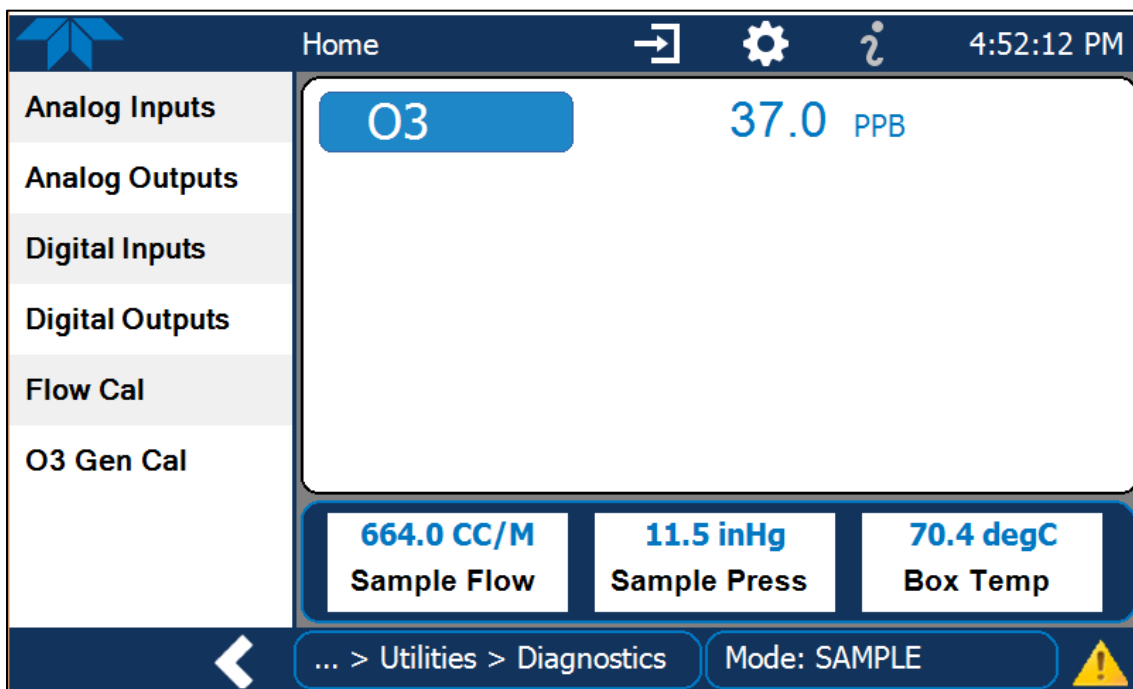 Home
4:52:12 PM
Analog Inputs
Analog Outputs
Digital Inputs
Digital Outputs
Flow Cal
O3 Gen Cal
O3 37.0 PPB
664.0 CC/M
Sample Flow
11.5 inHg
Sample Press
70.4 degC
Box Temp
... > Utilities > Diagnostics
Mode: SAMPLE